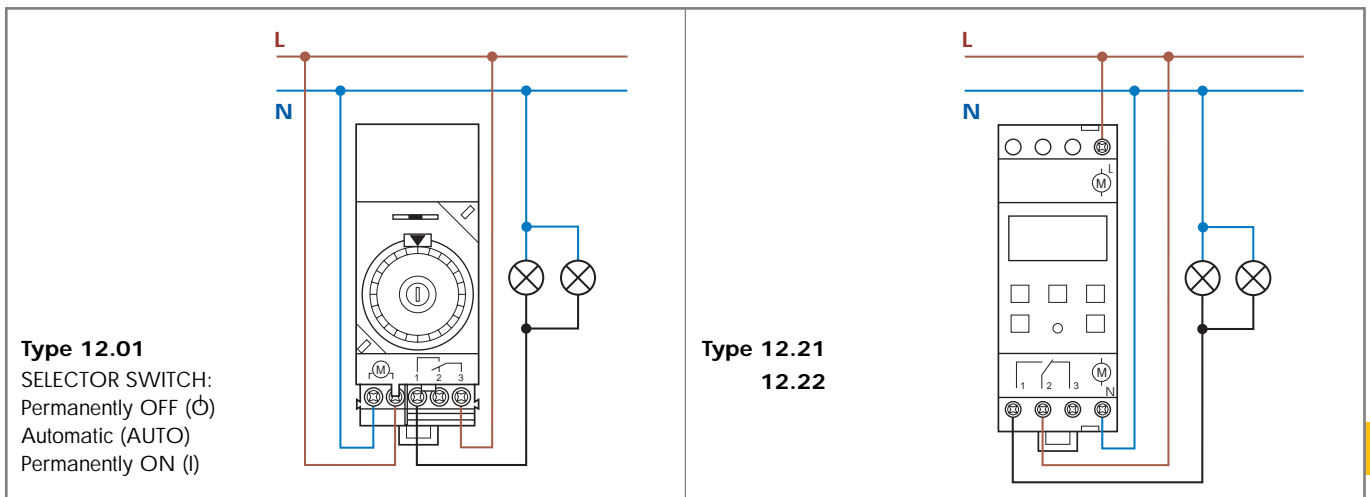 L
N
M
1 2 3
Type 12.01
SELECTOR SWITCH:
Permanently OFF (⏻)
Automatic (AUTO)
Permanently ON (I)
L
N
L
M
Type 12.21
12.22
1 2 3
M
N